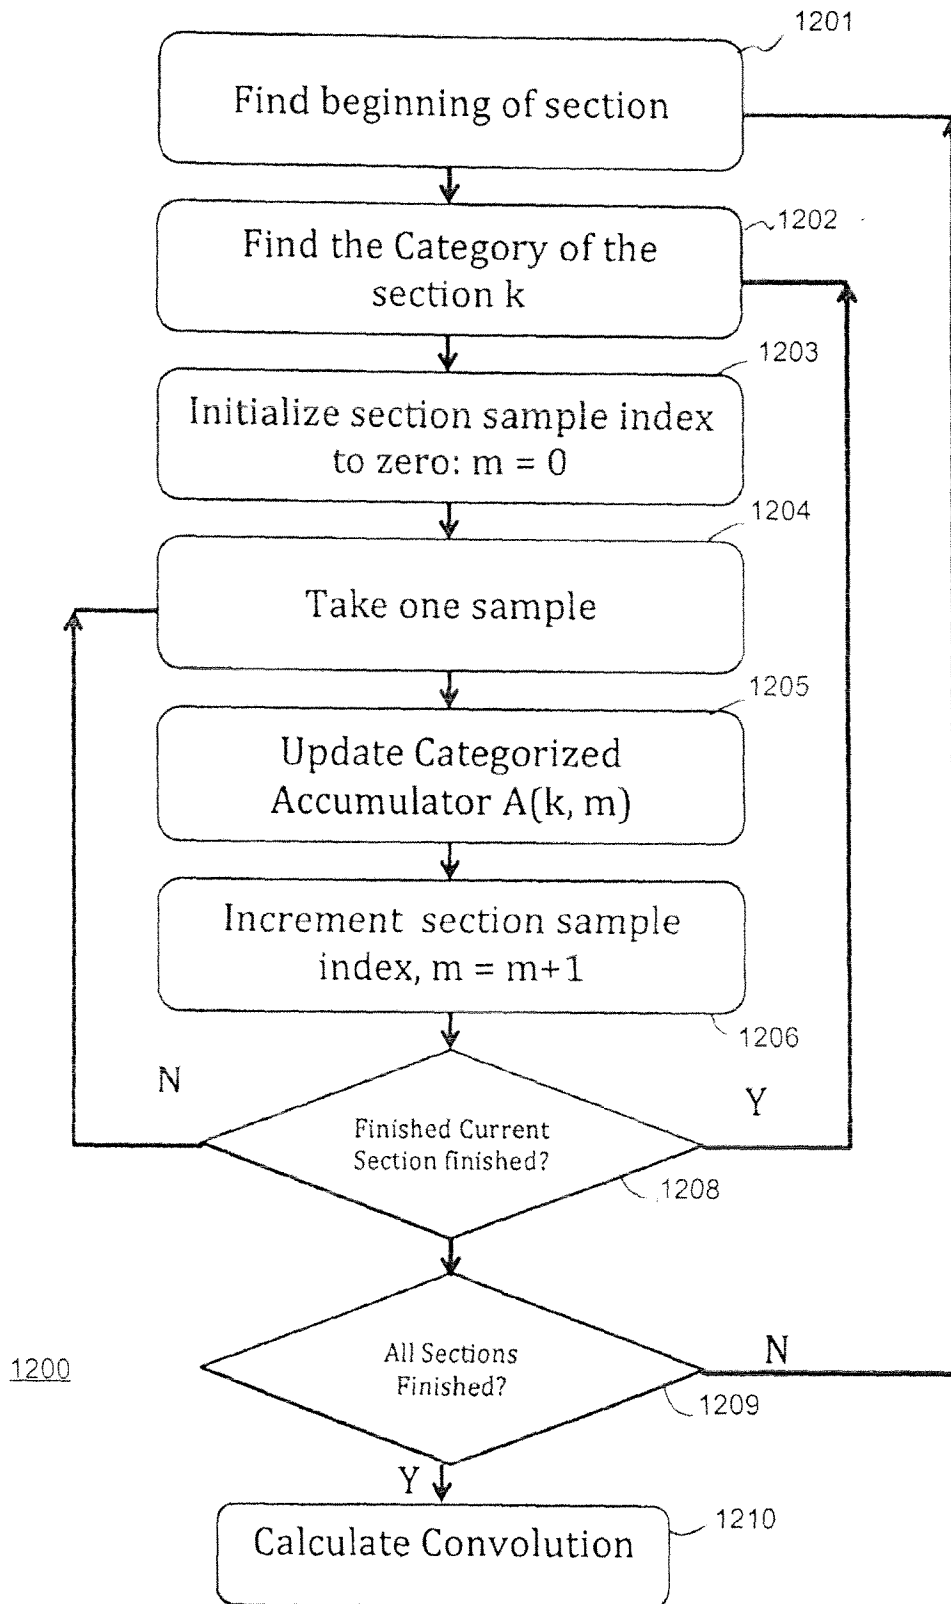 1201
Find beginning of section
1202
Find the Category of the
section k
1203
Initialize section sample index
to zero: m = 0
1204
Take one sample
1205
Update Categorized
Accumulator A(k, m)
Increment section sample
index, m = m+1
1206
N
Y
Finished Current
Section finished?
1208
1200
All Sections
Finished?
N
1209
Y
1210
Calculate Convolution